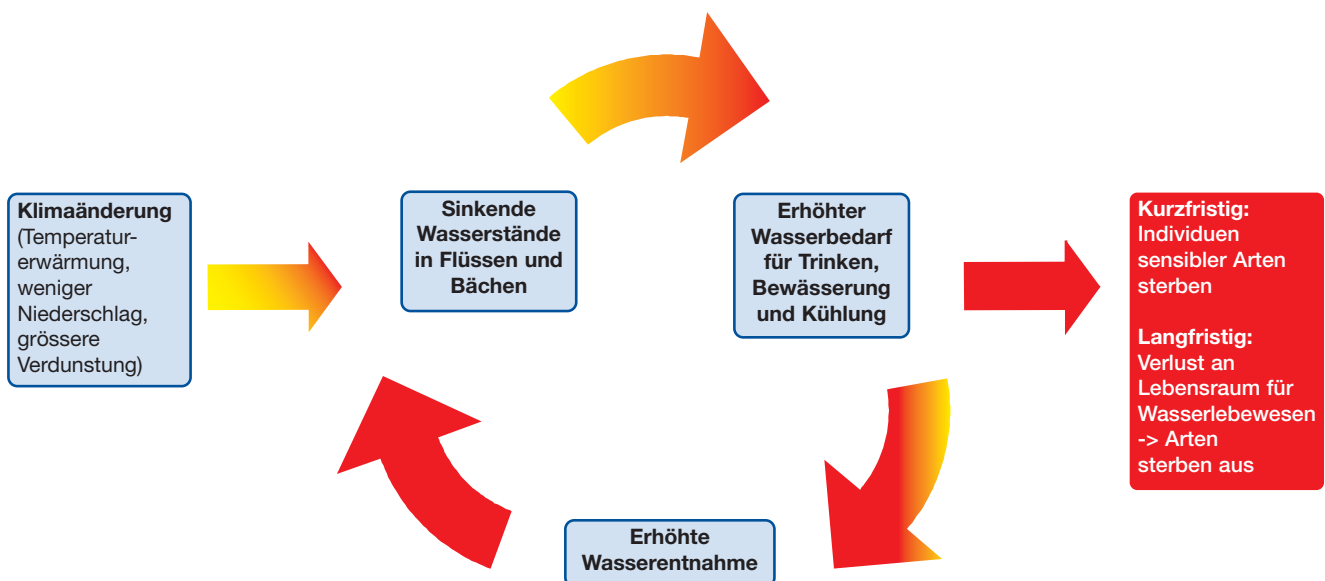 Klimaänderung
(Temperatur-
erwärmung,
weniger
Niederschlag,
grössere
Verdunstung)
Sinkende
Wasserstände
in Flüssen und
Bächen
Erhöhter
Wasserbedarf
für Trinken,
Bewässerung
und Kühlung
Kurzfristig:
Individuen
sensibler Arten
sterben
Langfristig:
Verlust an
Lebensraum für
Wasserlebewesen
-> Arten
sterben aus
Erhöhte
Wasserentnahme